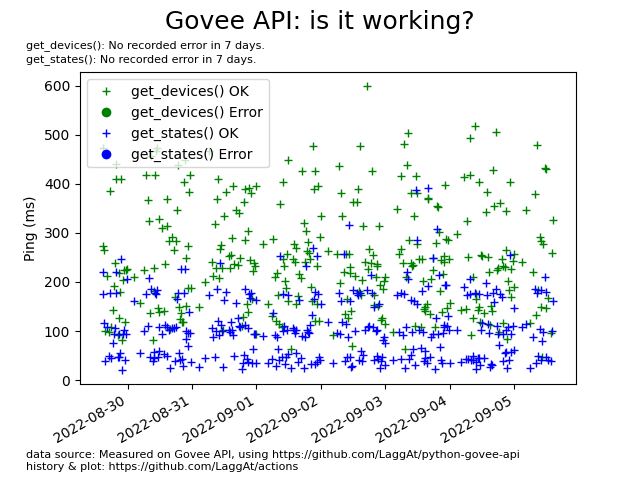 Govee API: is it working?
get_devices(): No recorded error in 7 days.
get_states(): No recorded error in 7 days.
600
500
400
300
200
100
0
Ping (ms)
get_devices() OK
get_devices() Error
get_states() OK
get_states() Error
2022-08-30
2022-08-31
2022-09-01
2022-09-02
2022-09-03
2022-09-04
2022-09-05
data source: Measured on Govee API, using https://github.com/LaggAt/python-govee-api
history & plot: https://github.com/LaggAt/actions